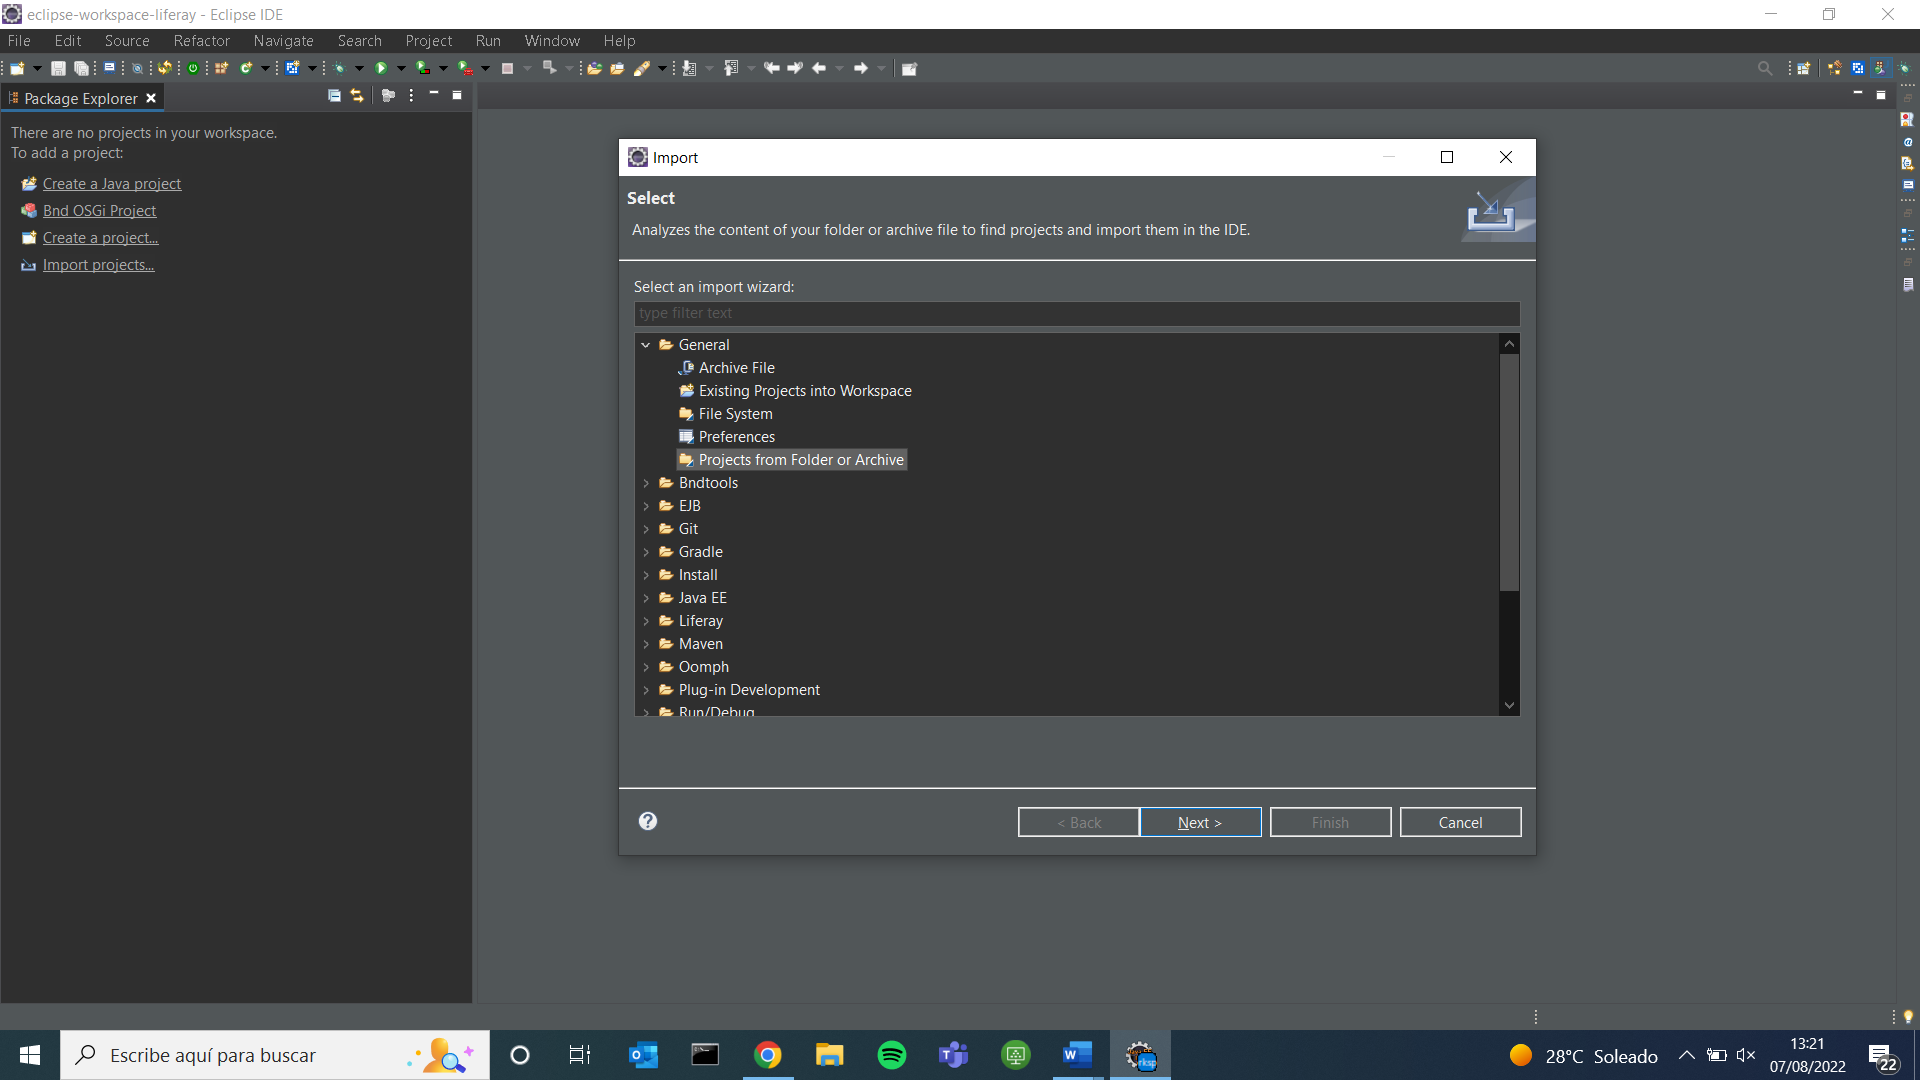 eclipse-workspace-liferay - Eclipse IDE
File Edit Source Refactor Navigate Search Project Run Window Help
Package Explorer
There are no projects in your workspace.
To add a project:
Create a Java project
Bnd OSGi Project
Create a project...
Import projects...
Import
Select
Analyzes the content of your folder or archive file to find projects and import them in the IDE.
Select an import wizard:
type filter text
General
Archive File
Existing Projects into Workspace
File System
Preferences
Projects from Folder or Archive
Bndtools
EJB
Git
Gradle
Install
Java EE
Liferay
Maven
Oomph
Plug-in Development
Run/Debug
< Back Next > Finish Cancel
Escribe aquí para buscar
28°C Soleado
13:21
07/08/2022
22